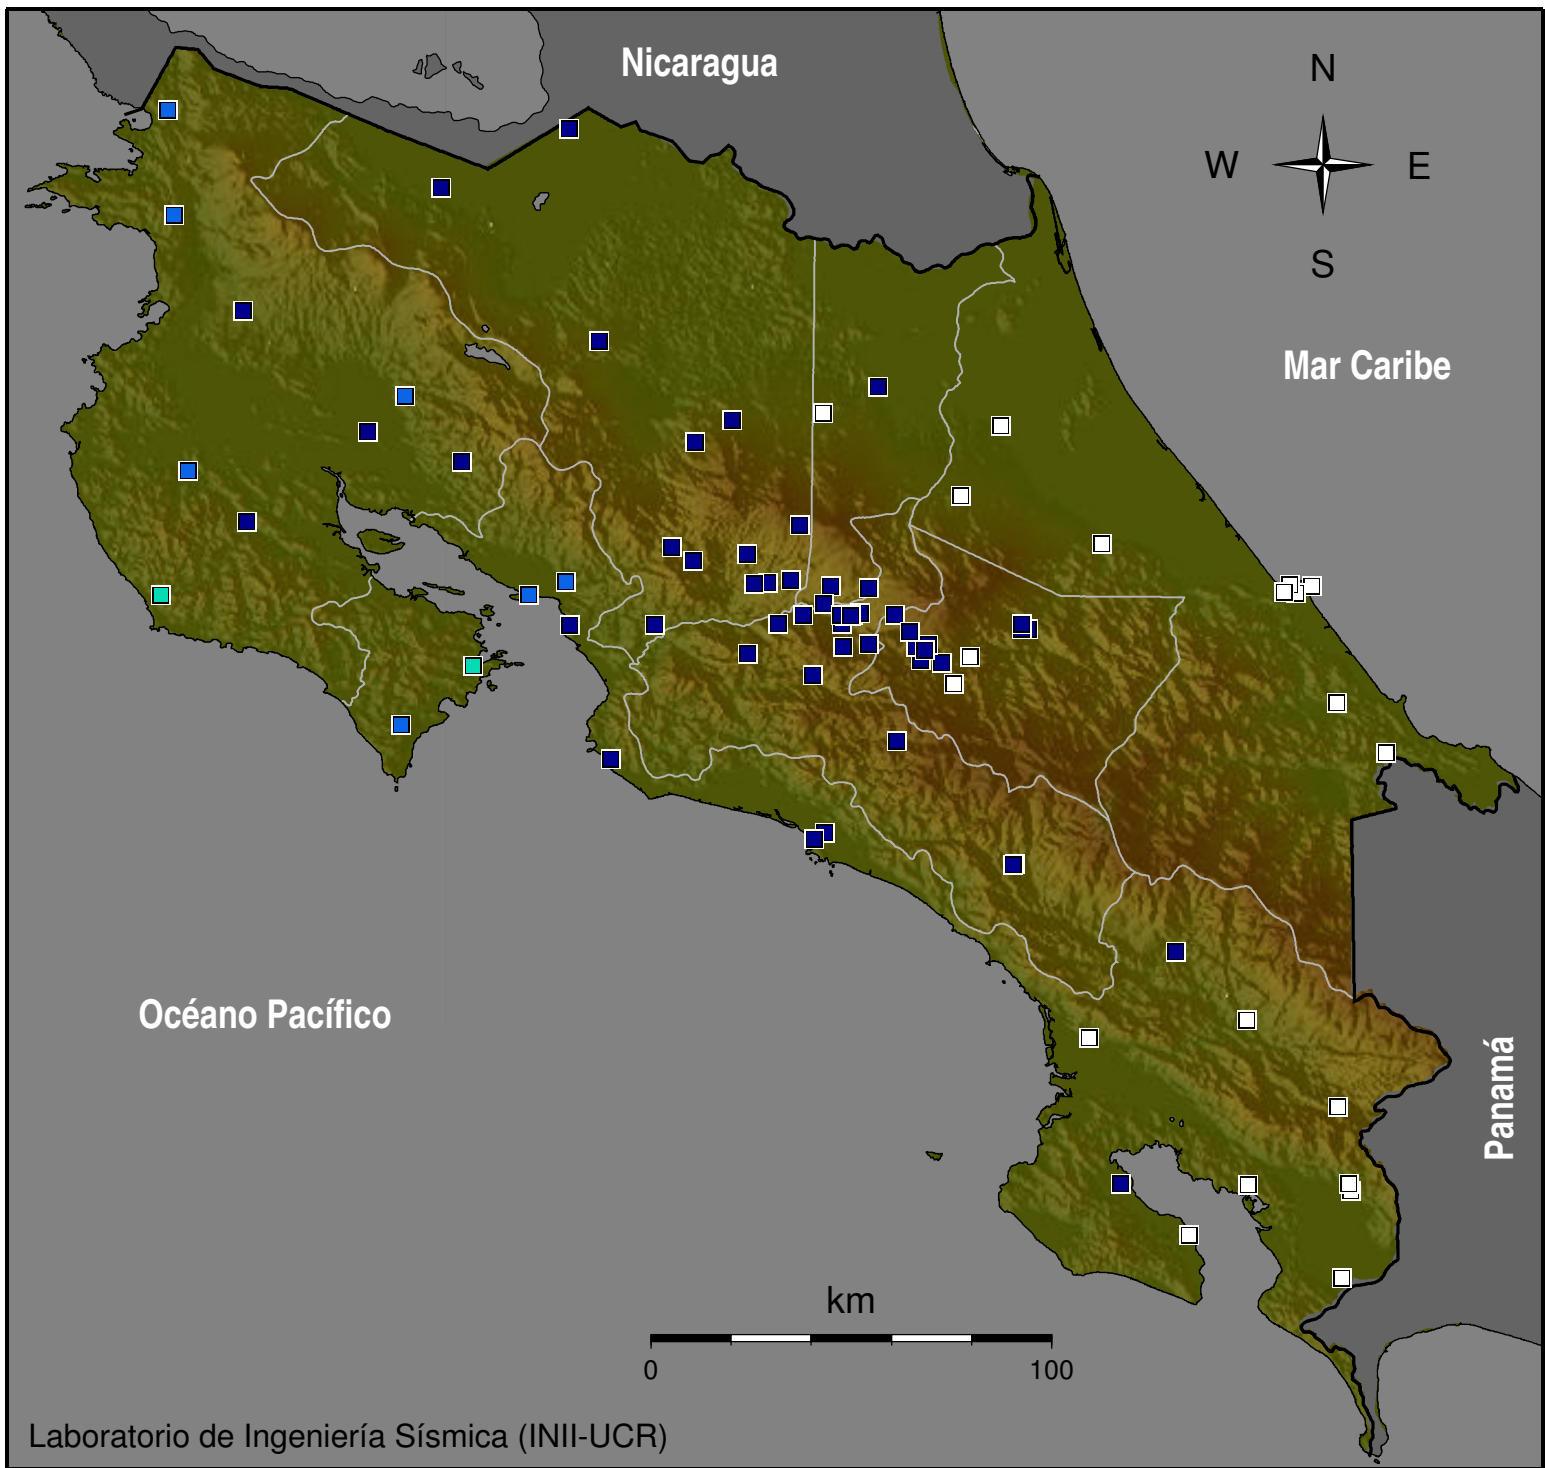 Nicaragua
N
W
E
S
Mar Caribe
Océano Pacífico
Panamá
km
0
100
Laboratorio de Ingeniería Sísmica (INII-UCR)